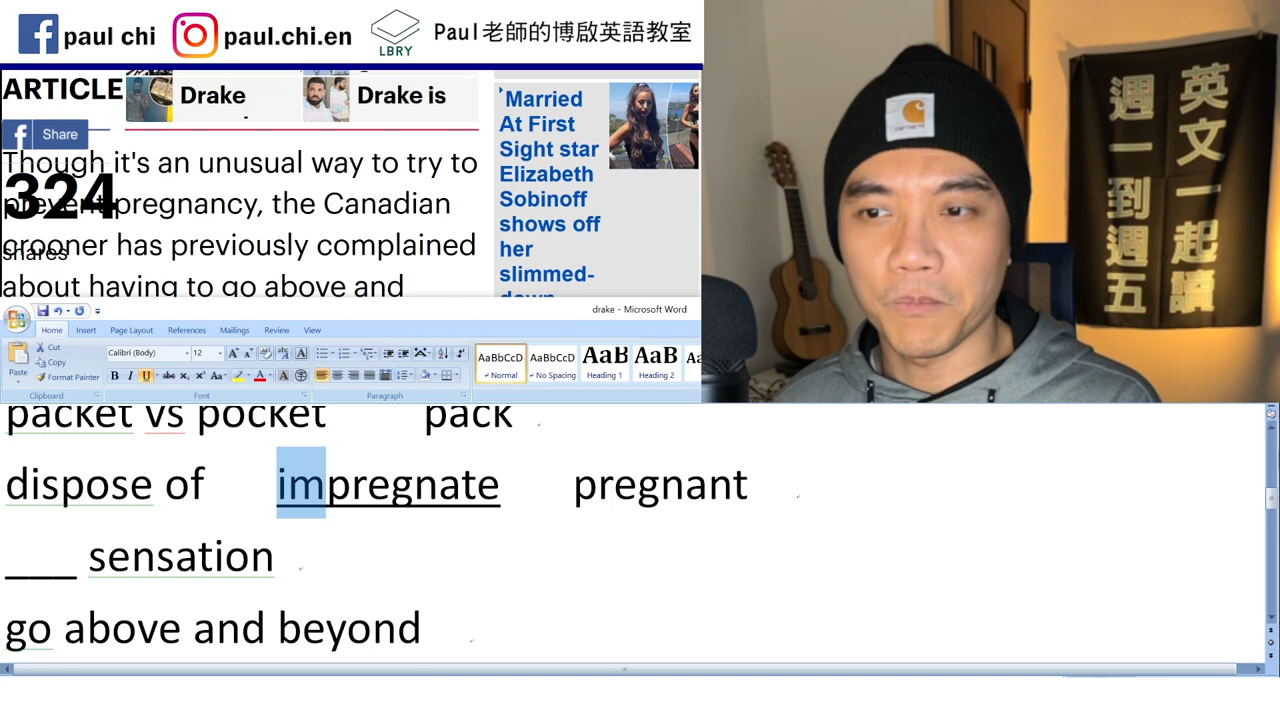 paul chi
paul.chi.en
LBRY
Paul老師的博啟英語教室
ARTICLE
Drake
Drake is
Share
324
shares
Though it's an unusual way to try to
prevent pregnancy, the Canadian
crooner has previously complained
about having to go above and
Married
At First
Sight star
Elizabeth
Sobinoff
shows off
her
slimmed-
down
drake - Microsoft Word
Home Insert Page Layout References Mailings Review View
Paste
Cut
Copy
Format Painter
Clipboard
Calibri (Body) 12
Font
Paragraph
AaBbCcD AaBbCcD AaB AaB Aa
Normal No Spacing Heading 1 Heading 2
packet vs pocket pack
dispose of impregnate pregnant
___ sensation
go above and beyond
英文一起讀
週一到週五
carhartt